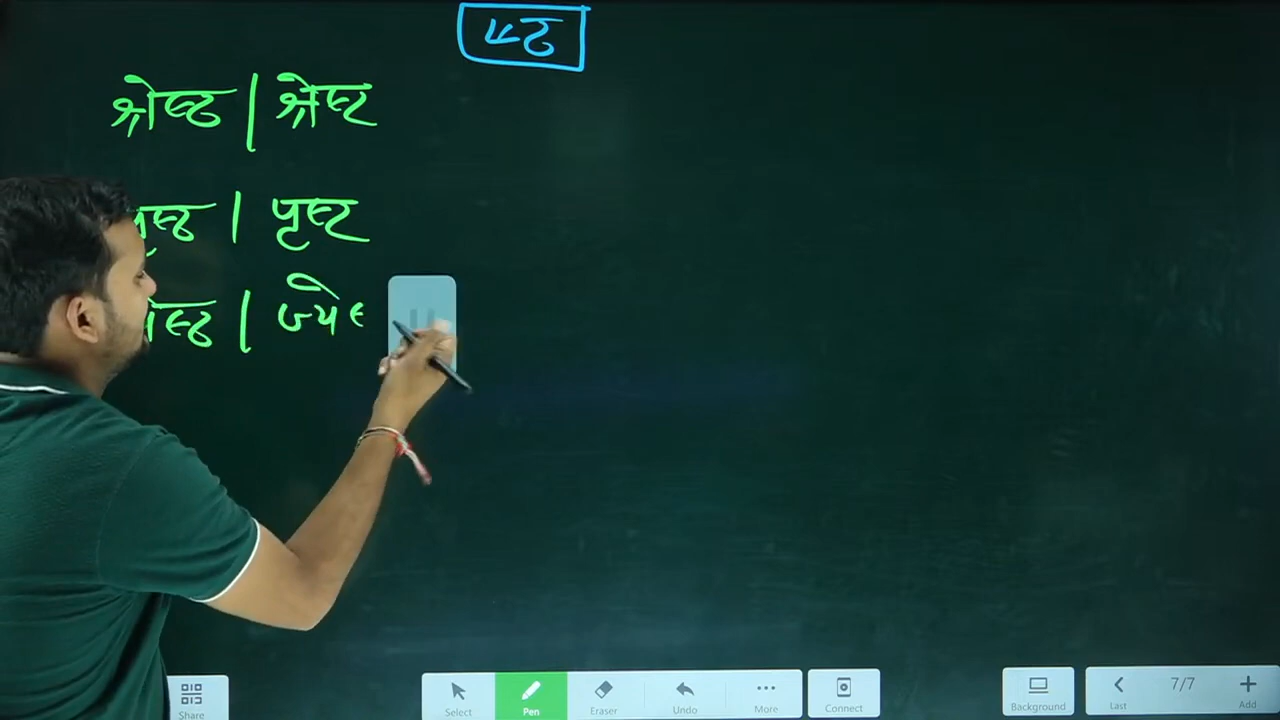 ष्ठ
श्रेष्ठ | श्रेष्ट
पृष्ठ | पृष्ट
| ज्ये
Share Select Pen Eraser Undo More Connect Background Last 7/7 Add